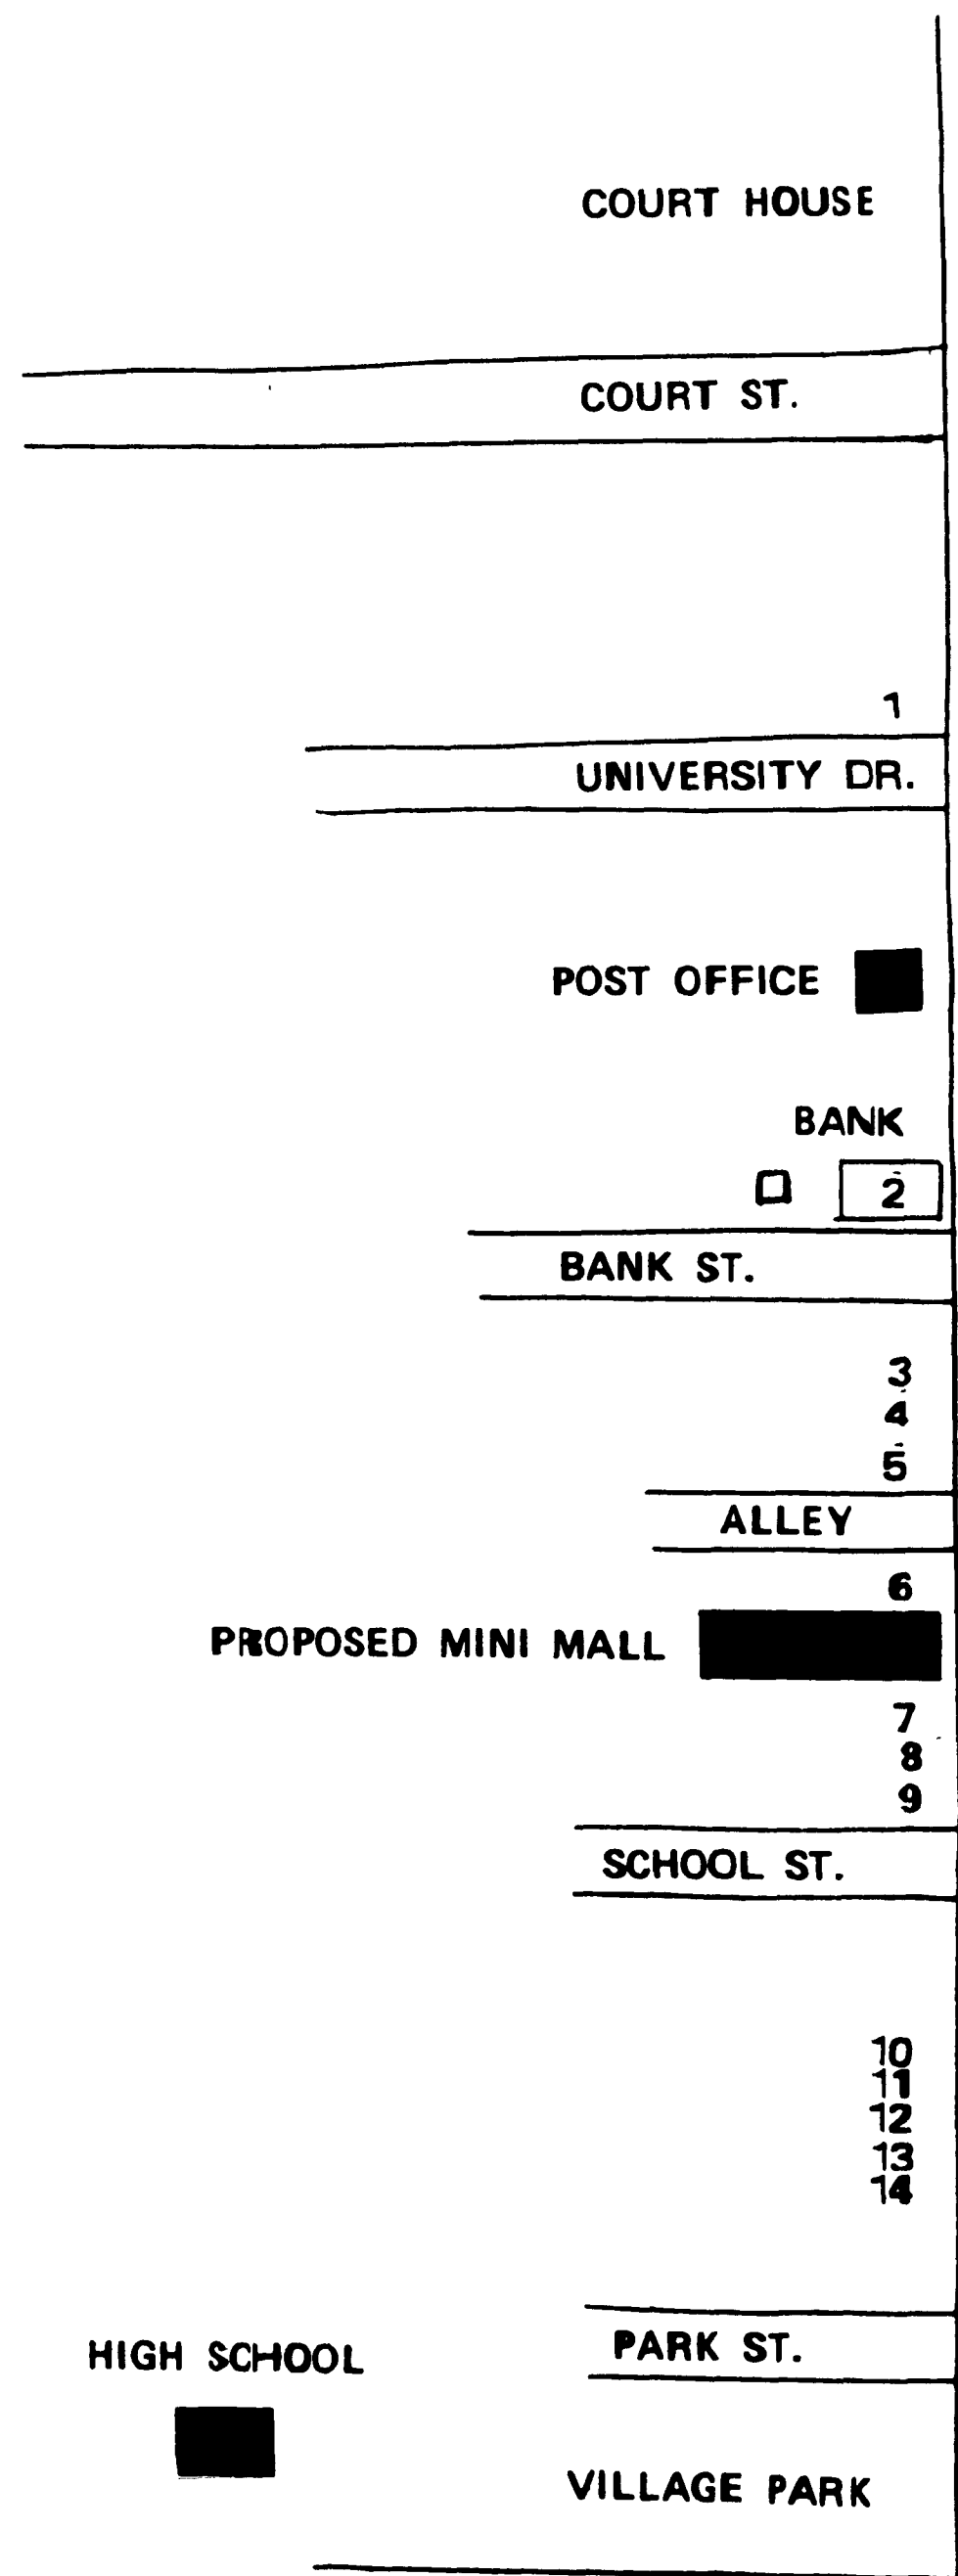 COURT HOUSE
COURT ST.
1
UNIVERSITY DR.
POST OFFICE
BANK
2
BANK ST.
3
4
5
ALLEY
6
PROPOSED MINI MALL
7
8
9
SCHOOL ST.
10
11
12
13
14
PARK ST.
HIGH SCHOOL
VILLAGE PARK